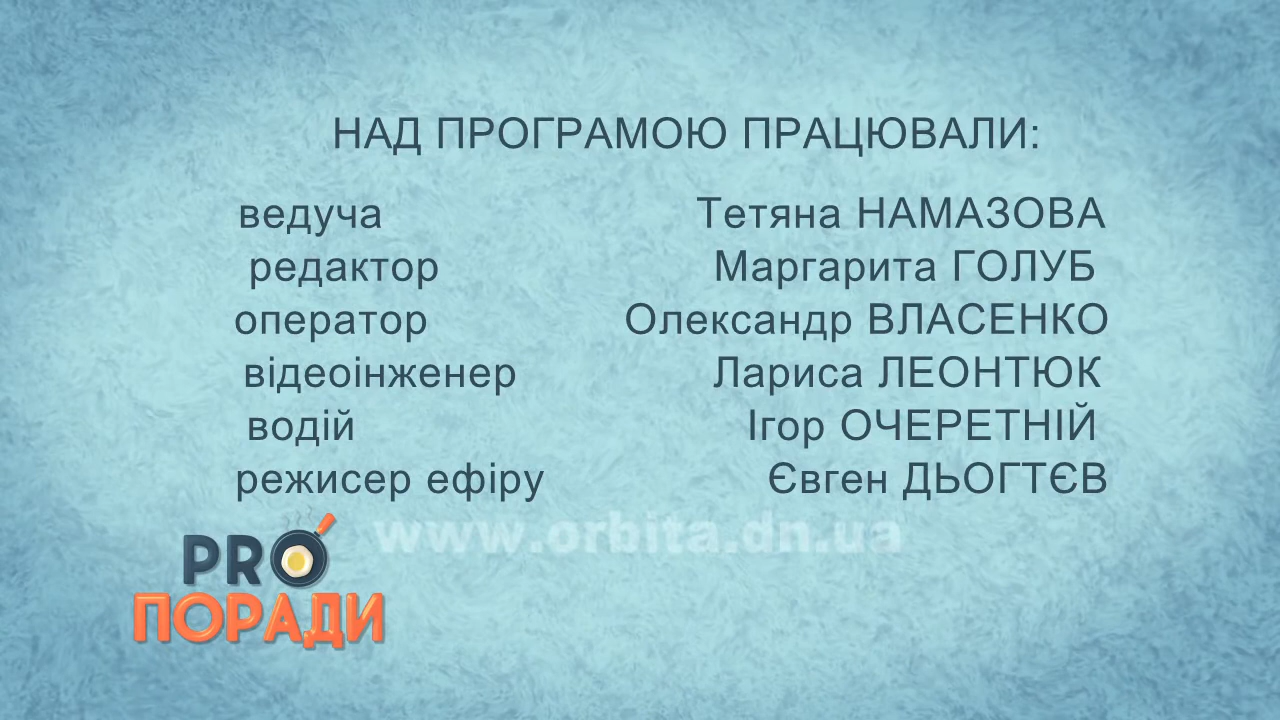 НАД ПРОГРАМОЮ ПРАЦЮВАЛИ:
ведуча Тетяна НАМАЗОВА
редактор Маргарита ГОЛУБ
оператор Олександр ВЛАСЕНКО
відеоінженер Лариса ЛЕОНТЮК
водій Ігор ОЧЕРЕТНІЙ
режисер ефіру Євген ДЬОГТЄВ
www.orbita.dn.ua
PRO
ПОРАДИ